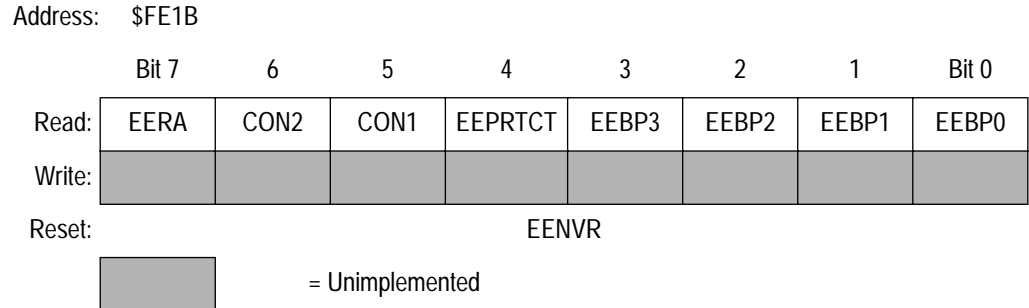 Address: $FE1B
Bit 7 6 5 4 3 2 1 Bit 0
Read: EERA CON2 CON1 EEPRTCT EEBP3 EEBP2 EEBP1 EEBP0
Write:
Reset: EENVR
= Unimplemented